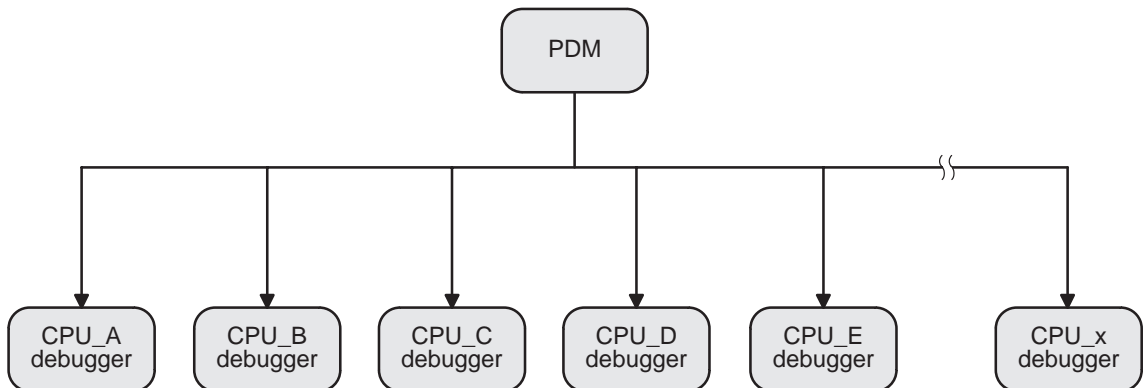 PDM
CPU_A
debugger
CPU_B
debugger
CPU_C
debugger
CPU_D
debugger
CPU_E
debugger
CPU_x
debugger